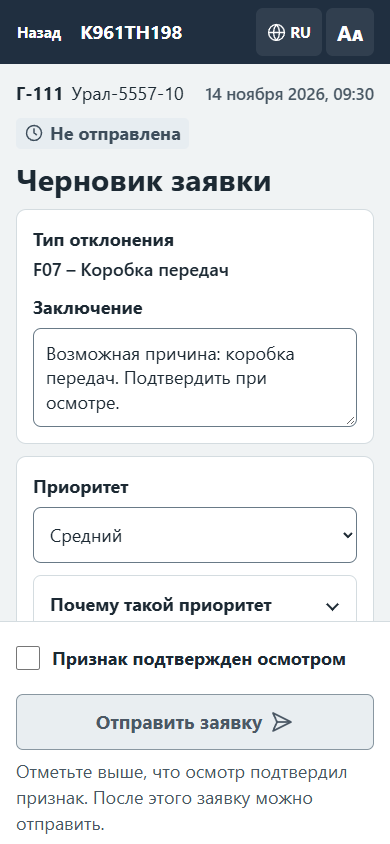 Назад К961ТН198 RU Aa
Г-111 Урал-5557-10 14 ноября 2026, 09:30
Не отправлена
Черновик заявки
Тип отклонения
F07 – Коробка передач
Заключение
Возможная причина: коробка
передач. Подтвердить при
осмотре.
Приоритет
Средний
Почему такой приоритет
Признак подтвержден осмотром
Отправить заявку
Отметьте выше, что осмотр подтвердил
признак. После этого заявку можно
отправить.